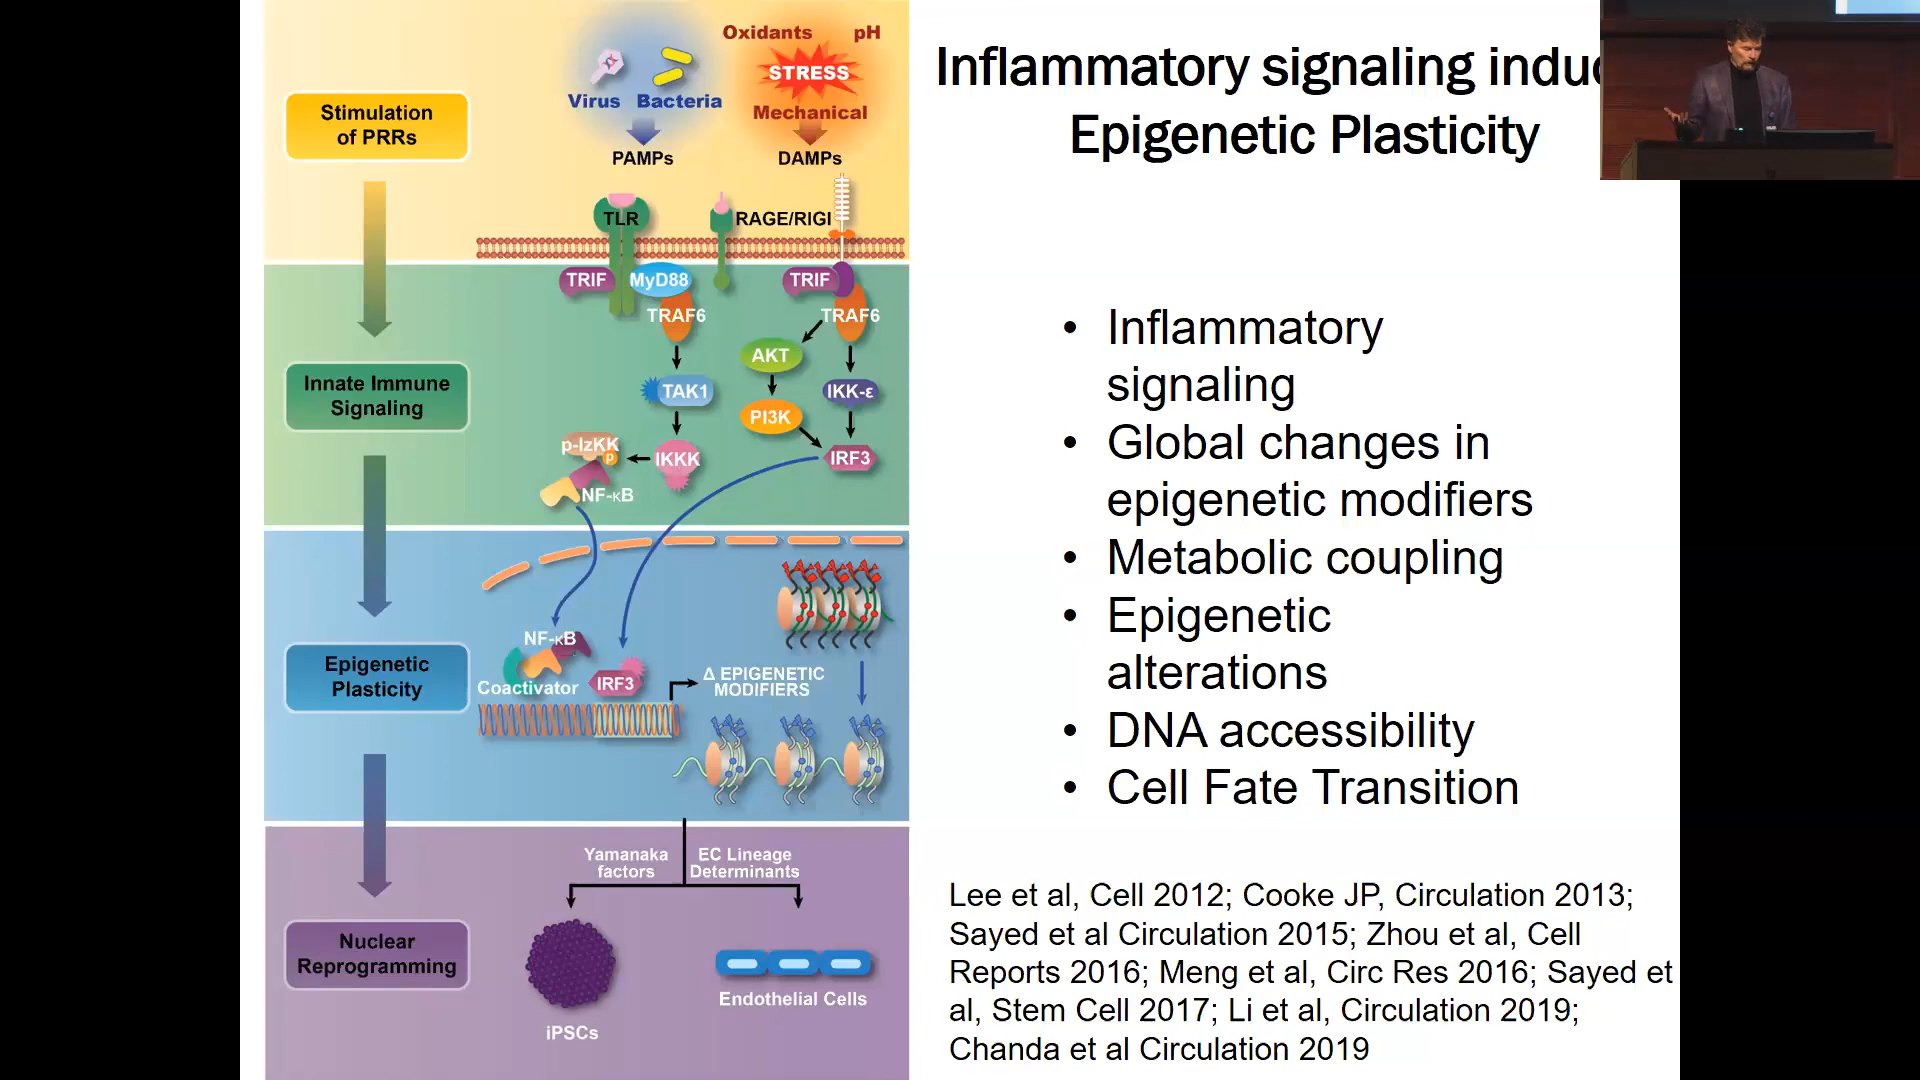 Oxidants pH
STRESS
Virus Bacteria
Mechanical
PAMPs DAMPs
Stimulation
of PRRs
TLR RAGE/RIGI
TRIF MyD88 TRIF
TRAF6 TRAF6
AKT
TAK1 IKK-ε
PI3K
p-IzKK
p IKKK IRF3
NF-κB
Innate Immune
Signaling
NF-κB
Coactivator IRF3
Δ EPIGENETIC
MODIFIERS
Epigenetic
Plasticity
Yamanaka
factors
EC Lineage
Determinants
Nuclear
Reprogramming
iPSCs
Endothelial Cells
Inflammatory signaling
Epigenetic Plasticity
• Inflammatory
signaling
• Global changes in
epigenetic modifiers
• Metabolic coupling
• Epigenetic
alterations
• DNA accessibility
• Cell Fate Transition
Lee et al, Cell 2012; Cooke JP, Circulation 2013;
Sayed et al Circulation 2015; Zhou et al, Cell
Reports 2016; Meng et al, Circ Res 2016; Sayed et
al, Stem Cell 2017; Li et al, Circulation 2019;
Chanda et al Circulation 2019